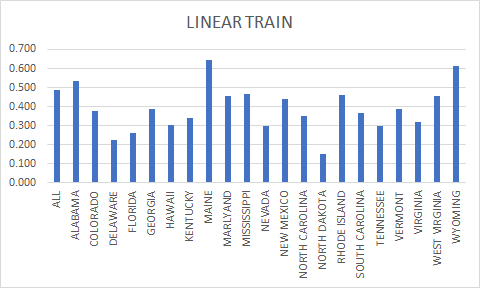 LINEAR TRAIN
0.700
0.600
0.500
0.400
0.300
0.200
0.100
0.000
ALL
ALABAMA
COLORADO
DELAWARE
FLORIDA
GEORGIA
HAWAII
KENTUCKY
MAINE
MARLYAND
MISSISSIPPI
NEVADA
NEW MEXICO
NORTH CAROLINA
NORTH DAKOTA
RHODE ISLAND
SOUTH CAROLINA
TENNESSEE
VERMONT
VIRGINIA
WEST VIRGINIA
WYOMING